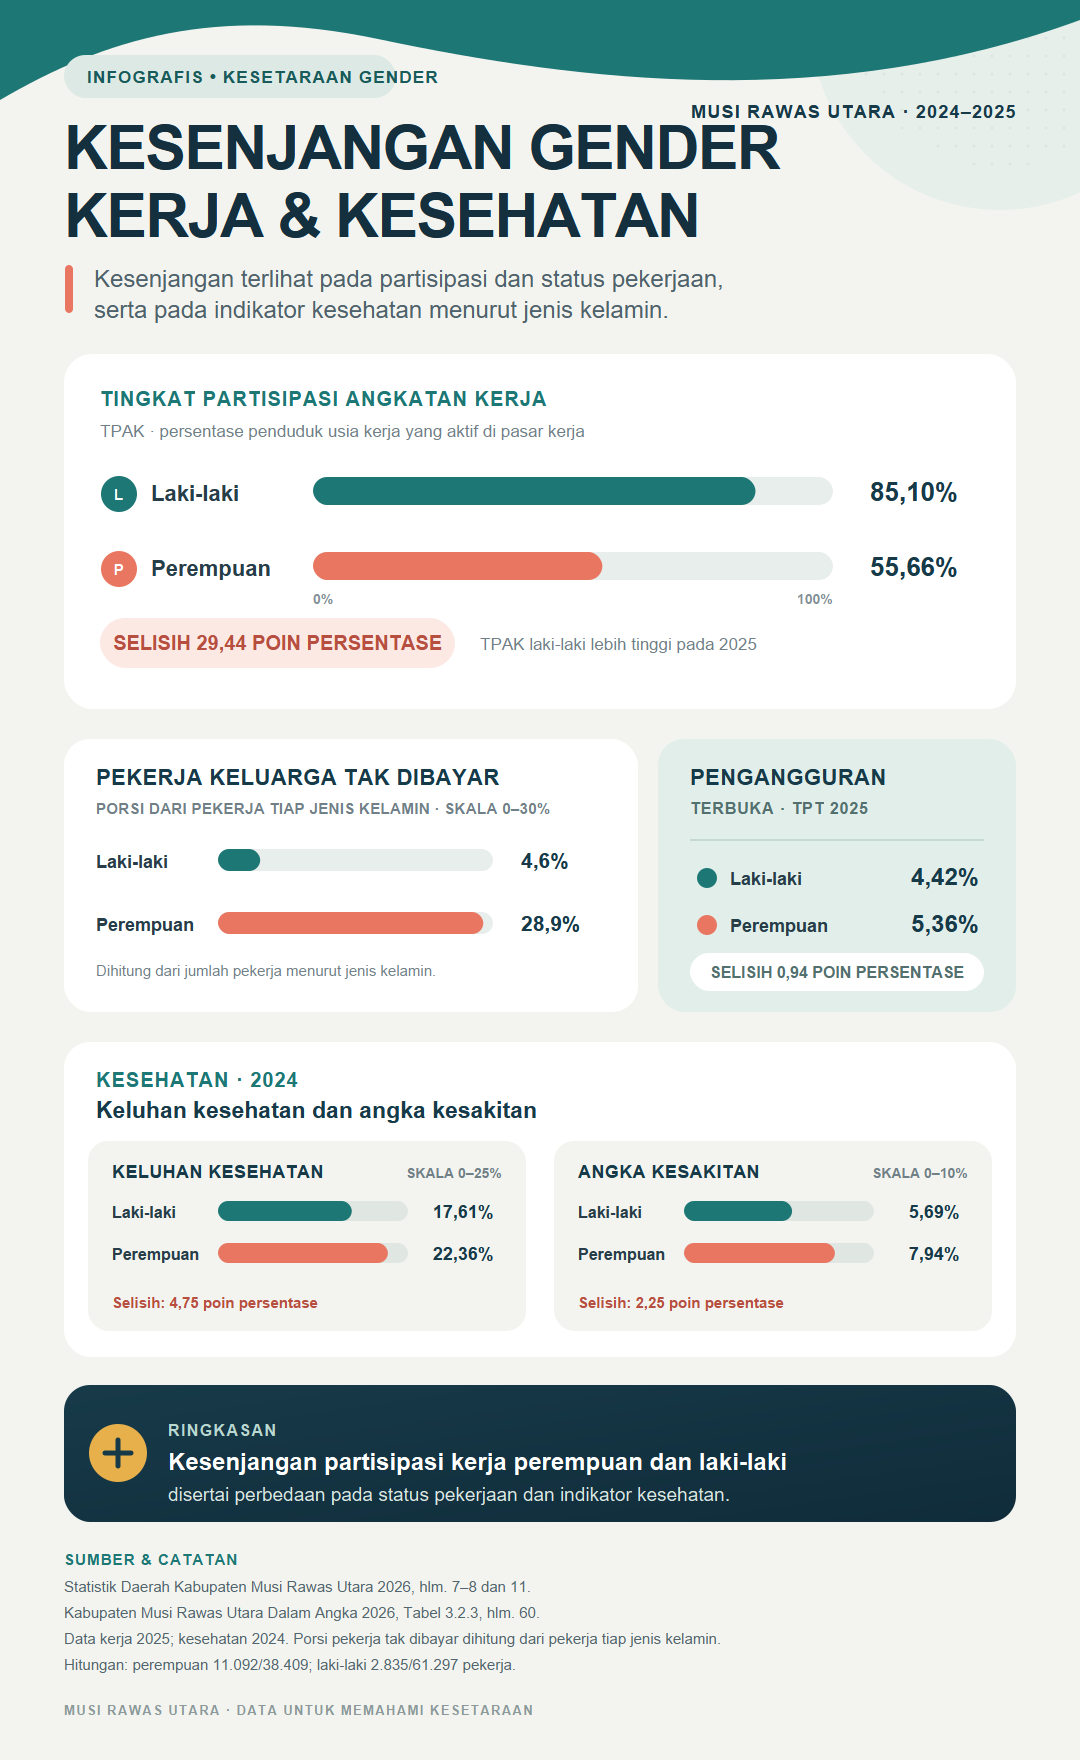 INFOGRAFIS • KESETARAAN GENDER
MUSI RAWAS UTARA · 2024–2025
KESENJANGAN GENDER
KERJA & KESEHATAN
Kesenjangan terlihat pada partisipasi dan status pekerjaan,
serta pada indikator kesehatan menurut jenis kelamin.
TINGKAT PARTISIPASI ANGKATAN KERJA
TPAK · persentase penduduk usia kerja yang aktif di pasar kerja
L Laki-laki 85,10%
P Perempuan 55,66%
0% 100%
SELISIH 29,44 POIN PERSENTASE TPAK laki-laki lebih tinggi pada 2025
PEKERJA KELUARGA TAK DIBAYAR
PORSI DARI PEKERJA TIAP JENIS KELAMIN · SKALA 0–30%
Laki-laki 4,6%
Perempuan 28,9%
Dihitung dari jumlah pekerja menurut jenis kelamin.
PENGANGGURAN
TERBUKA · TPT 2025
Laki-laki 4,42%
Perempuan 5,36%
SELISIH 0,94 POIN PERSENTASE
KESEHATAN · 2024
Keluhan kesehatan dan angka kesakitan
KELUHAN KESEHATAN SKALA 0–25%
Laki-laki 17,61%
Perempuan 22,36%
Selisih: 4,75 poin persentase
ANGKA KESAKITAN SKALA 0–10%
Laki-laki 5,69%
Perempuan 7,94%
Selisih: 2,25 poin persentase
RINGKASAN
Kesenjangan partisipasi kerja perempuan dan laki-laki
disertai perbedaan pada status pekerjaan dan indikator kesehatan.
SUMBER & CATATAN
Statistik Daerah Kabupaten Musi Rawas Utara 2026, hlm. 7–8 dan 11.
Kabupaten Musi Rawas Utara Dalam Angka 2026, Tabel 3.2.3, hlm. 60.
Data kerja 2025; kesehatan 2024. Porsi pekerja tak dibayar dihitung dari pekerja tiap jenis kelamin.
Hitungan: perempuan 11.092/38.409; laki-laki 2.835/61.297 pekerja.
MUSI RAWAS UTARA · DATA UNTUK MEMAHAMI KESETARAAN